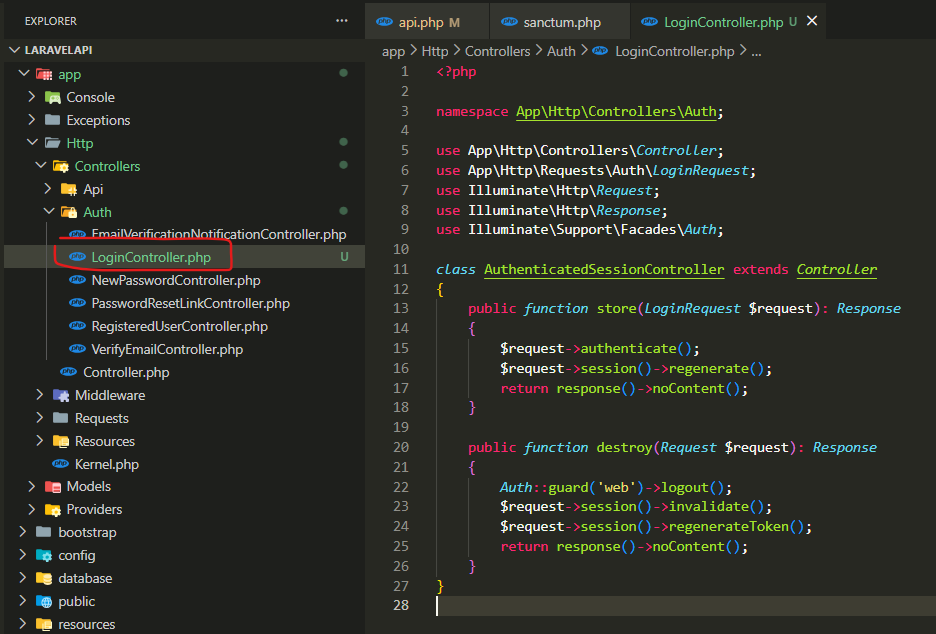 EXPLORER ...
LARAVELAPI
app
Console
Exceptions
Http
Controllers
Api
Auth
EmailVerificationNotificationController.php
LoginController.php U
NewPasswordController.php
PasswordResetLinkController.php
RegisteredUserController.php
VerifyEmailController.php
Controller.php
Middleware
Requests
Resources
Kernel.php
Models
Providers
bootstrap
config
database
public
resources
api.php M sanctum.php LoginController.php U
app > Http > Controllers > Auth > LoginController.php > ...
1 <?php
2
3 namespace App\Http\Controllers\Auth;
4
5 use App\Http\Controllers\Controller;
6 use App\Http\Requests\Auth\LoginRequest;
7 use Illuminate\Http\Request;
8 use Illuminate\Http\Response;
9 use Illuminate\Support\Facades\Auth;
10
11 class AuthenticatedSessionController extends Controller
12 {
13 public function store(LoginRequest $request): Response
14 {
15 $request->authenticate();
16 $request->session()->regenerate();
17 return response()->noContent();
18 }
19
20 public function destroy(Request $request): Response
21 {
22 Auth::guard('web')->logout();
23 $request->session()->invalidate();
24 $request->session()->regenerateToken();
25 return response()->noContent();
26 }
27 }
28